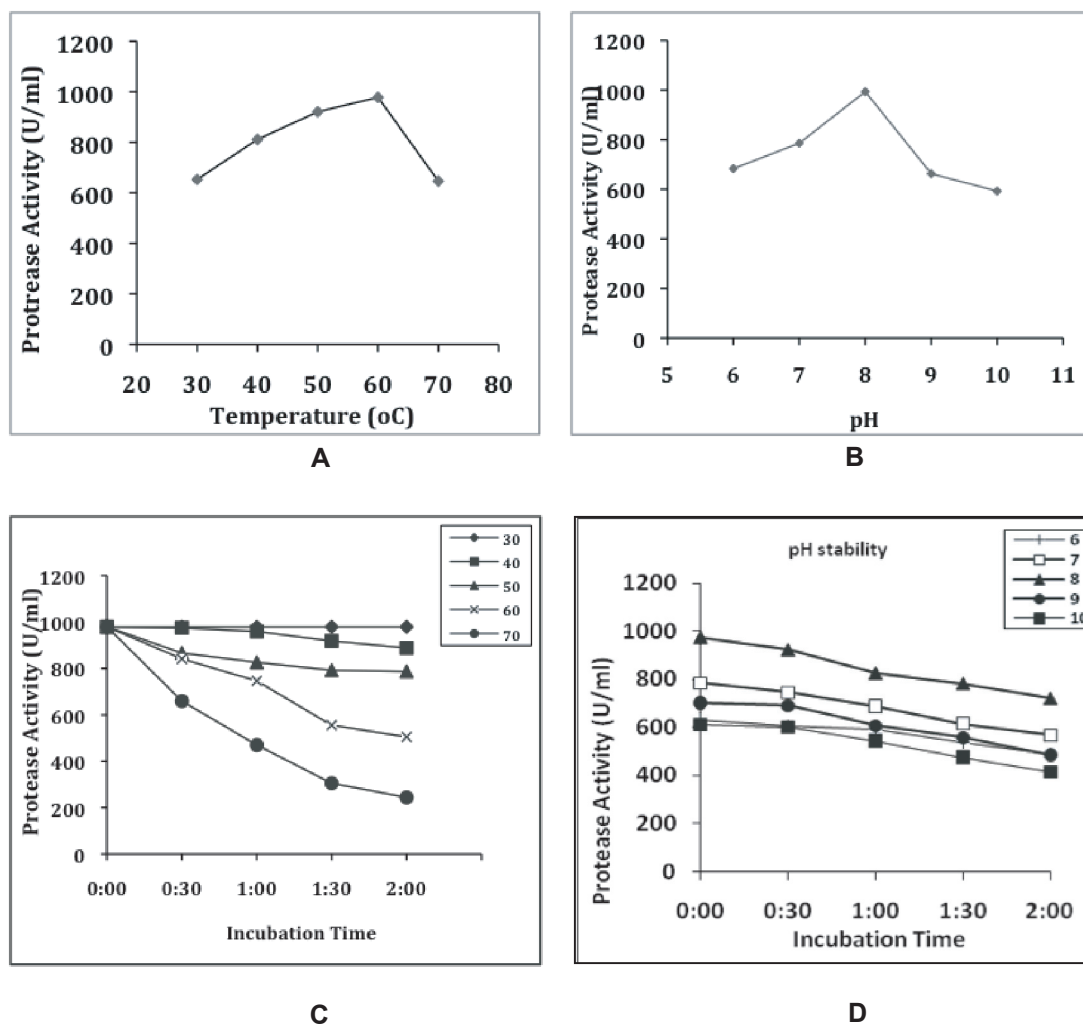 1200
1000
800
600
400
200
0
Protrease Activity (U/ml)
20 30 40 50 60 70 80
Temperature (oC)
A
1200
1000
800
600
400
200
0
Protease Activity (U/ml)
5 6 7 8 9 10 11
pH
B
30
40
50
60
70
1200
1000
800
600
400
200
0
Protease Activity (U/ml)
0:00 0:30 1:00 1:30 2:00
Incubation Time
C
pH stability
6
7
8
9
10
1200
1000
800
600
400
200
0
Protease Activity (U/ml)
0:00 0:30 1:00 1:30 2:00
Incubation Time
D